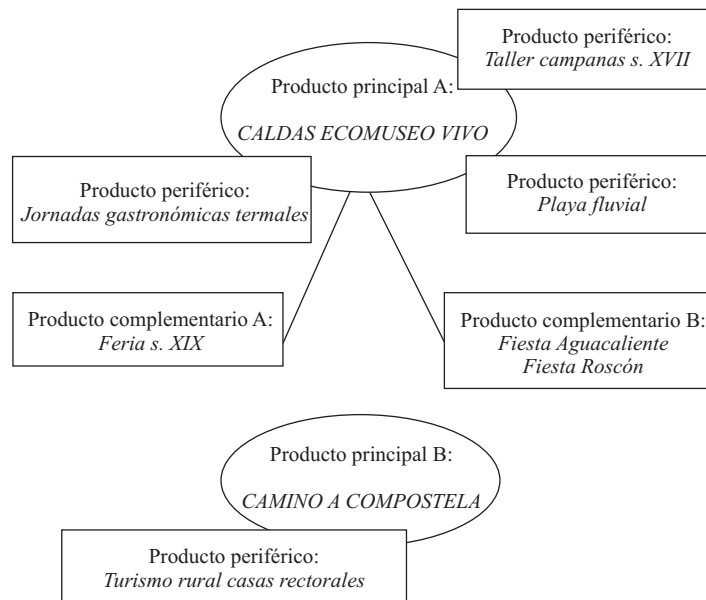 Producto periférico:
Taller campanas s. XVII
Producto principal A:
CALDAS ECOMUSEO VIVO
Producto periférico:
Jornadas gastronómicas termales
Producto periférico:
Playa fluvial
Producto complementario A:
Feria s. XIX
Producto complementario B:
Fiesta Aguacaliente
Fiesta Roscón
Producto principal B:
CAMINO A COMPOSTELA
Producto periférico:
Turismo rural casas rectorales